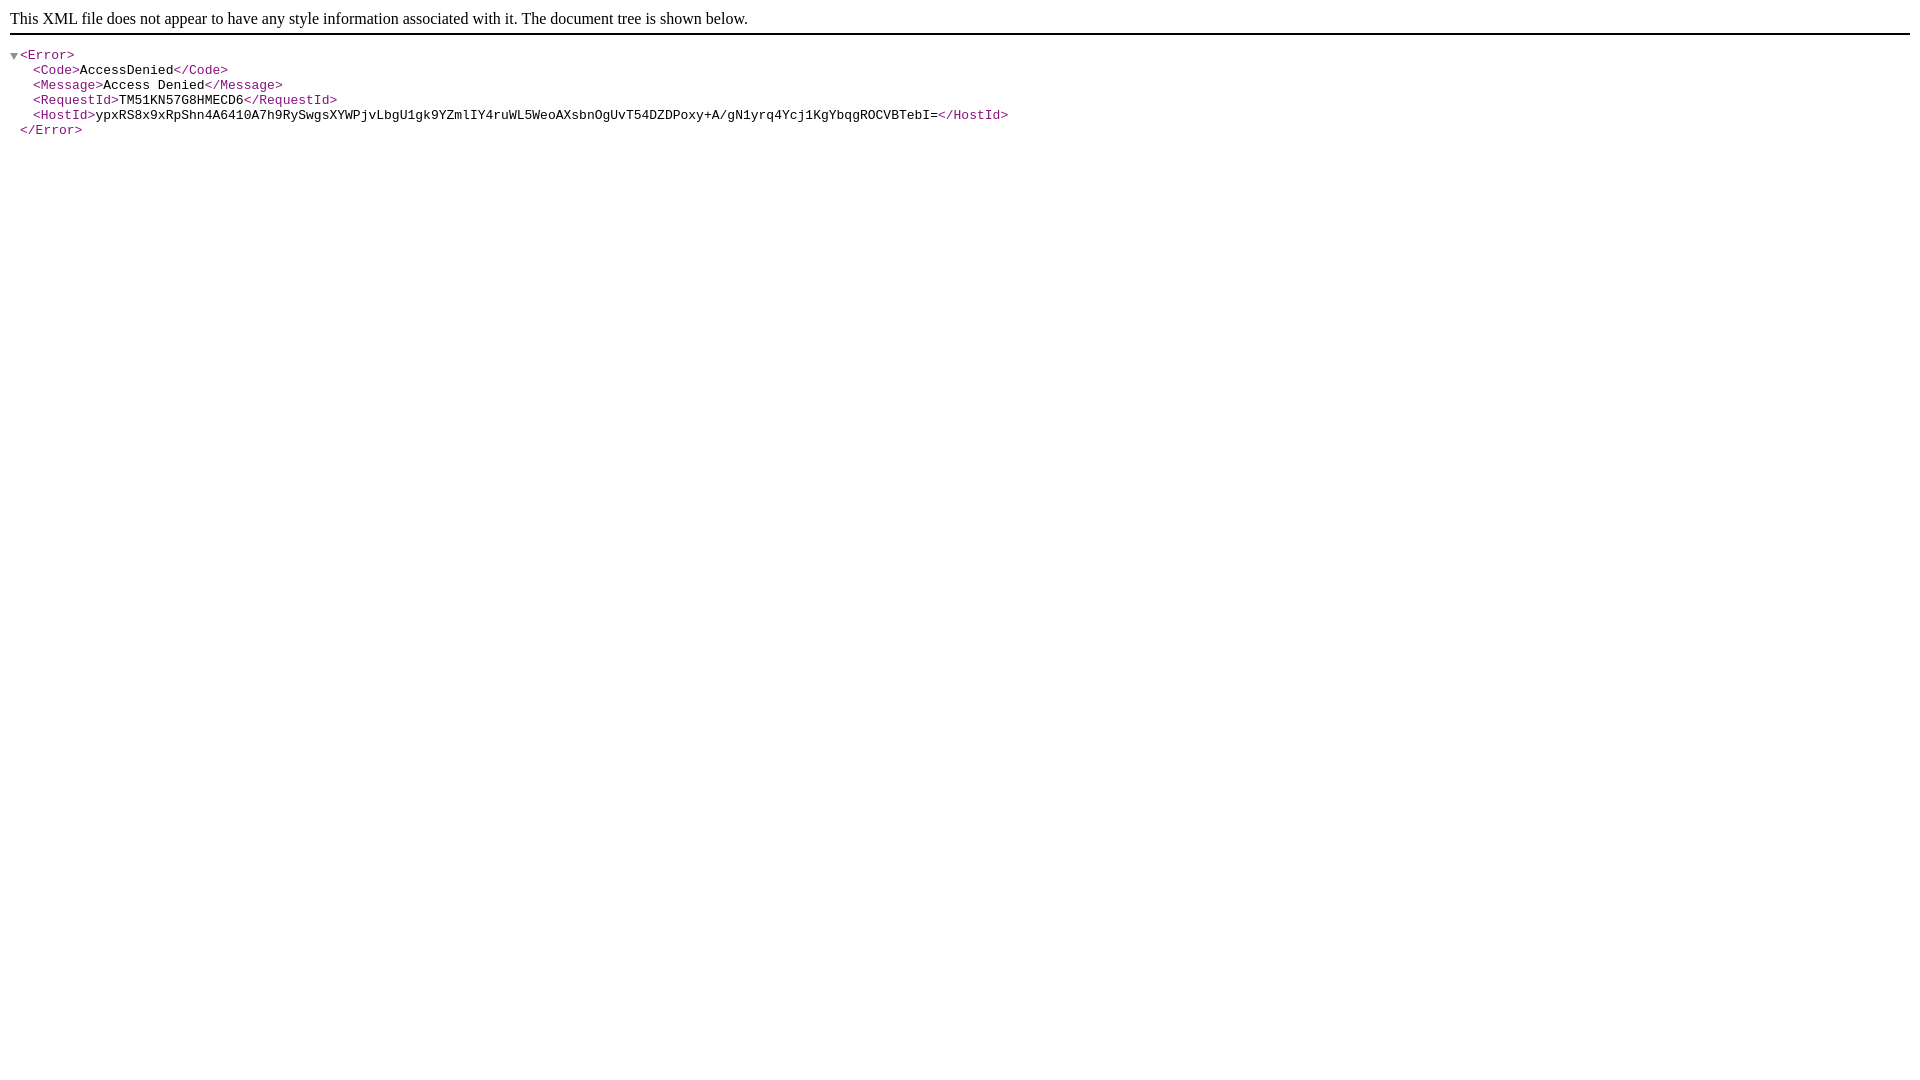 This XML file does not appear to have any style information associated with it. The document tree is shown below.
<Error>
<Code>AccessDenied</Code>
<Message>Access Denied</Message>
<RequestId>TM51KN57G8HMECD6</RequestId>
<HostId>ypxRS8x9xRpShn4A6410A7h9RySwgsXYWPjvLbgU1gk9YZmlIY4ruWL5WeoAXsbnOgUvT54DZDPoxy+A/gN1yrq4Ycj1KgYbqgROCVBTebI=</HostId>
</Error>